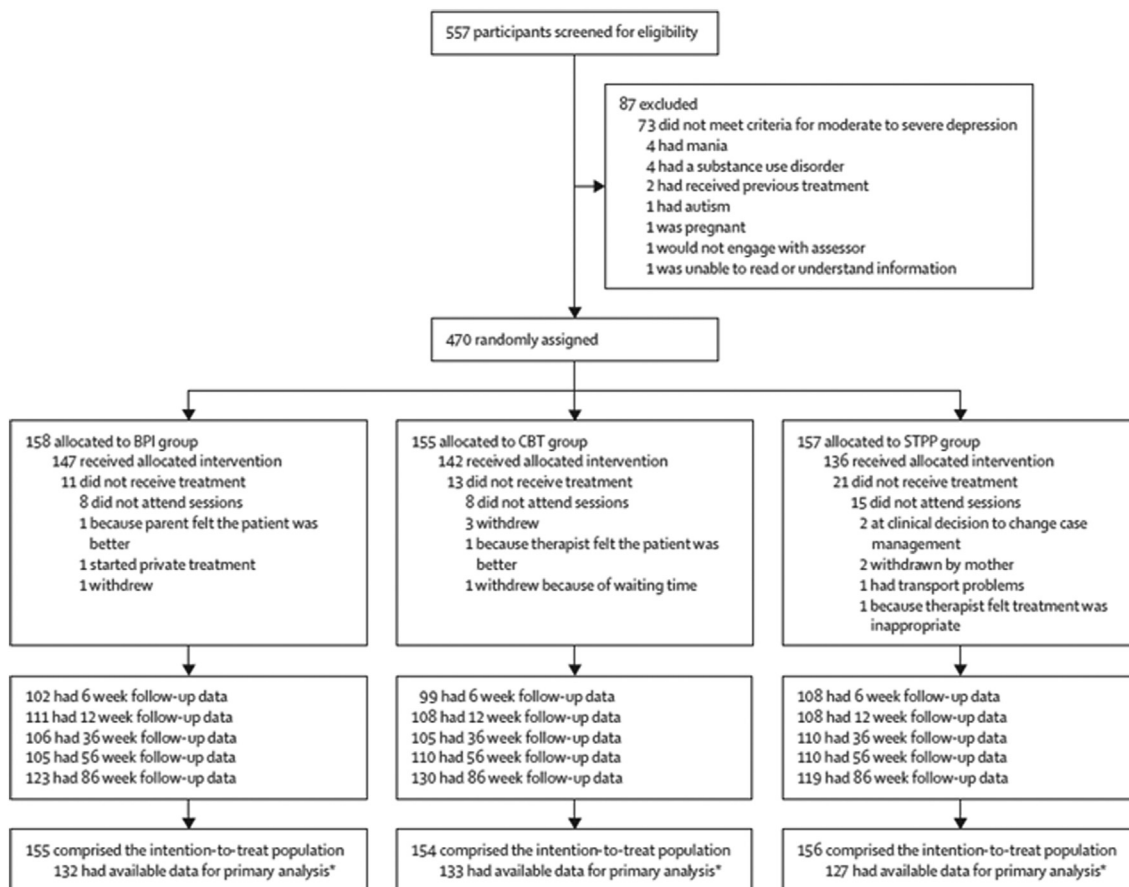 557 participants screened for eligibility
87 excluded
73 did not meet criteria for moderate to severe depression
4 had mania
4 had a substance use disorder
2 had received previous treatment
1 had autism
1 was pregnant
1 would not engage with assessor
1 was unable to read or understand information
470 randomly assigned
158 allocated to BPI group
147 received allocated intervention
11 did not receive treatment
8 did not attend sessions
1 because parent felt the patient was
better
1 started private treatment
1 withdrew
155 allocated to CBT group
142 received allocated intervention
13 did not receive treatment
8 did not attend sessions
3 withdrew
1 because therapist felt the patient was
better
1 withdrew because of waiting time
157 allocated to STPP group
136 received allocated intervention
21 did not receive treatment
15 did not attend sessions
2 at clinical decision to change case
management
2 withdrawn by mother
1 had transport problems
1 because therapist felt treatment was
inappropriate
102 had 6 week follow-up data
111 had 12 week follow-up data
106 had 36 week follow-up data
105 had 56 week follow-up data
123 had 86 week follow-up data
99 had 6 week follow-up data
108 had 12 week follow-up data
105 had 36 week follow-up data
110 had 56 week follow-up data
130 had 86 week follow-up data
108 had 6 week follow-up data
108 had 12 week follow-up data
110 had 36 week follow-up data
110 had 56 week follow-up data
119 had 86 week follow-up data
155 comprised the intention-to-treat population
132 had available data for primary analysis*
154 comprised the intention-to-treat population
133 had available data for primary analysis*
156 comprised the intention-to-treat population
127 had available data for primary analysis*